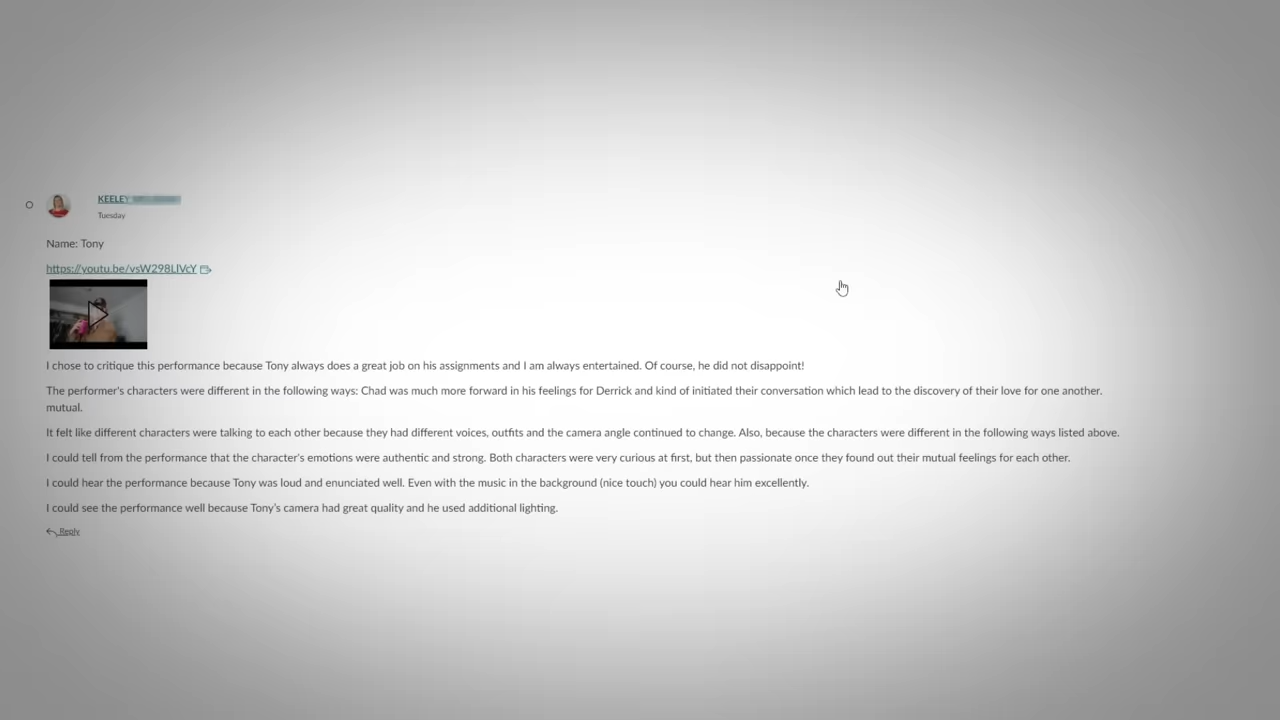 KEELEY
Tuesday
Name: Tony
https://youtu.be/vsW298LlVcY
I chose to critique this performance because Tony always does a great job on his assignments and I am always entertained. Of course, he did not disappoint!
The performer's characters were different in the following ways: Chad was much more forward in his feelings for Derrick and kind of initiated their conversation which lead to the discovery of their love for one another.
mutual.
It felt like different characters were talking to each other because they had different voices, outfits and the camera angle continued to change. Also, because the characters were different in the following ways listed above.
I could tell from the performance that the character's emotions were authentic and strong. Both characters were very curious at first, but then passionate once they found out their mutual feelings for each other.
I could hear the performance because Tony was loud and enunciated well. Even with the music in the background (nice touch) you could hear him excellently.
I could see the performance well because Tony's camera had great quality and he used additional lighting.
Reply